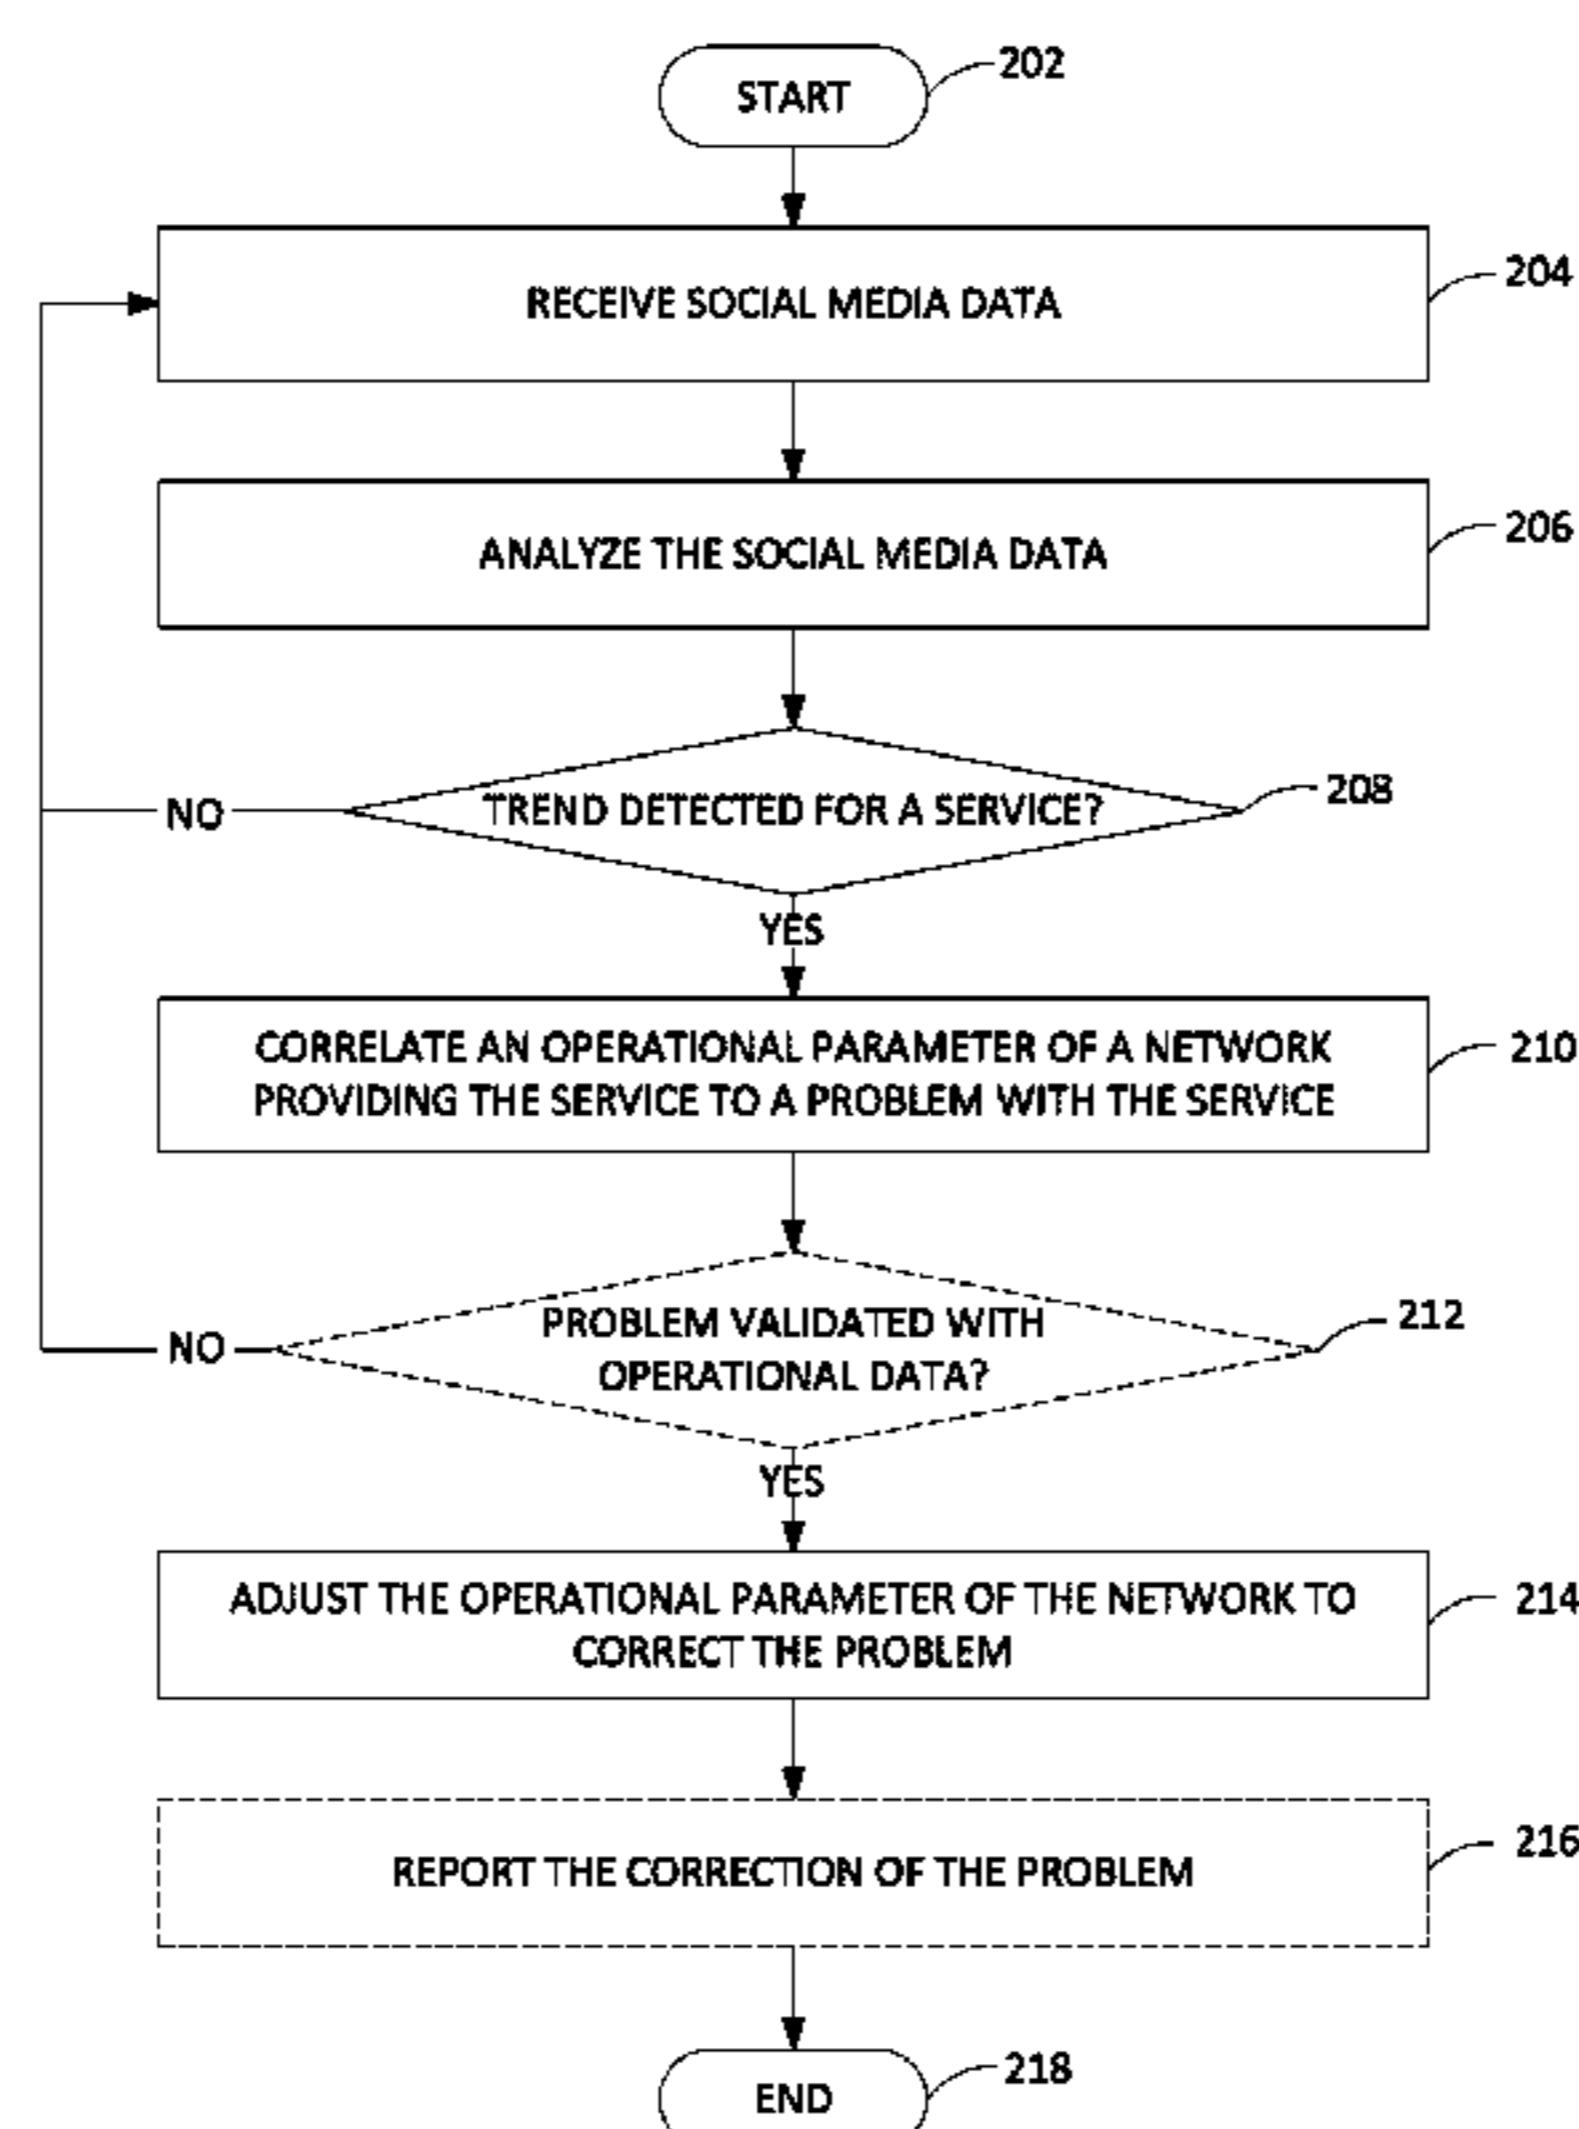 START
202
RECEIVE SOCIAL MEDIA DATA
204
ANALYZE THE SOCIAL MEDIA DATA
206
TREND DETECTED FOR A SERVICE?
208
NO
YES
CORRELATE AN OPERATIONAL PARAMETER OF A NETWORK
PROVIDING THE SERVICE TO A PROBLEM WITH THE SERVICE
210
PROBLEM VALIDATED WITH
OPERATIONAL DATA?
212
NO
YES
ADJUST THE OPERATIONAL PARAMETER OF THE NETWORK TO
CORRECT THE PROBLEM
214
REPORT THE CORRECTION OF THE PROBLEM
216
END
218